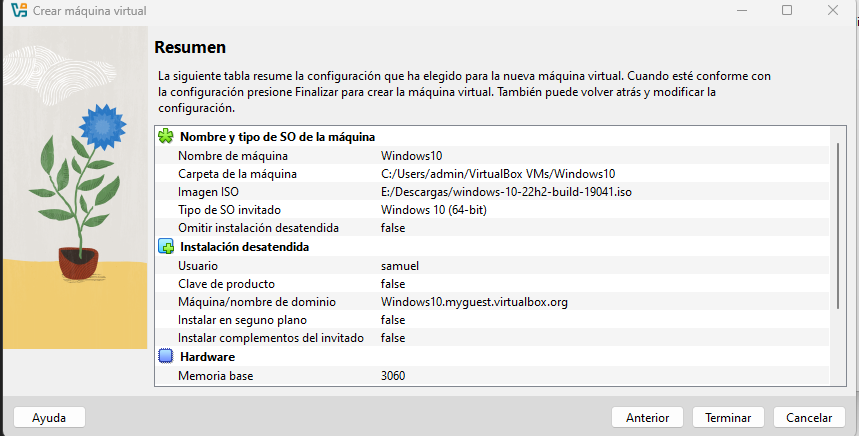 Crear máquina virtual
Resumen
La siguiente tabla resume la configuración que ha elegido para la nueva máquina virtual. Cuando esté conforme con
la configuración presione Finalizar para crear la máquina virtual. También puede volver atrás y modificar la
configuración.
Nombre y tipo de SO de la máquina
Nombre de máquina Windows10
Carpeta de la máquina C:/Users/admin/VirtualBox VMs/Windows10
Imagen ISO E:/Descargas/windows-10-22h2-build-19041.iso
Tipo de SO invitado Windows 10 (64-bit)
Omitir instalación desatendida false
Instalación desatendida
Usuario samuel
Clave de producto false
Máquina/nombre de dominio Windows10.myguest.virtualbox.org
Instalar en seguno plano false
Instalar complementos del invitado false
Hardware
Memoria base 3060
Ayuda Anterior Terminar Cancelar